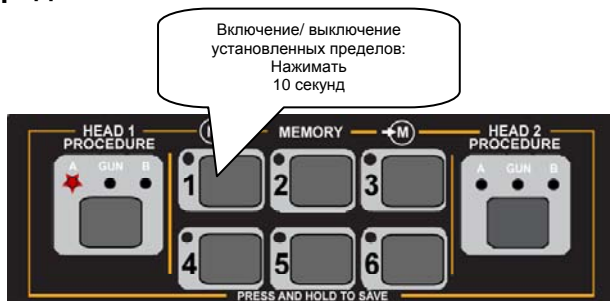 Включение/ выключение
установленных пределов:
Нажимать
10 секунд
HEAD 1
PROCEDURE
MEMORY
M
HEAD 2
PROCEDURE
A GUN B
A GUN B
1 2 3
4 5 6
PRESS AND HOLD TO SAVE